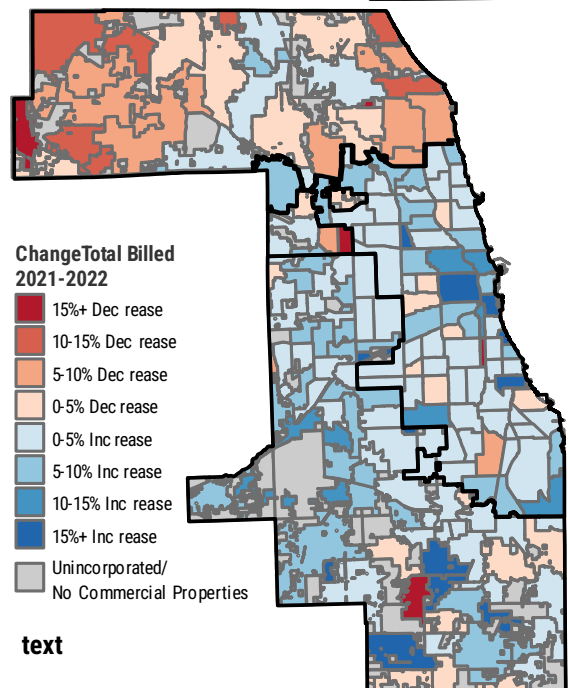 ChangeTotal Billed
2021-2022
15%+ Dec rease
10-15% Dec rease
5-10% Dec rease
0-5% Dec rease
0-5% Inc rease
5-10% Inc rease
10-15% Inc rease
15%+ Inc rease
Unincorporated/
No Commercial Properties
text